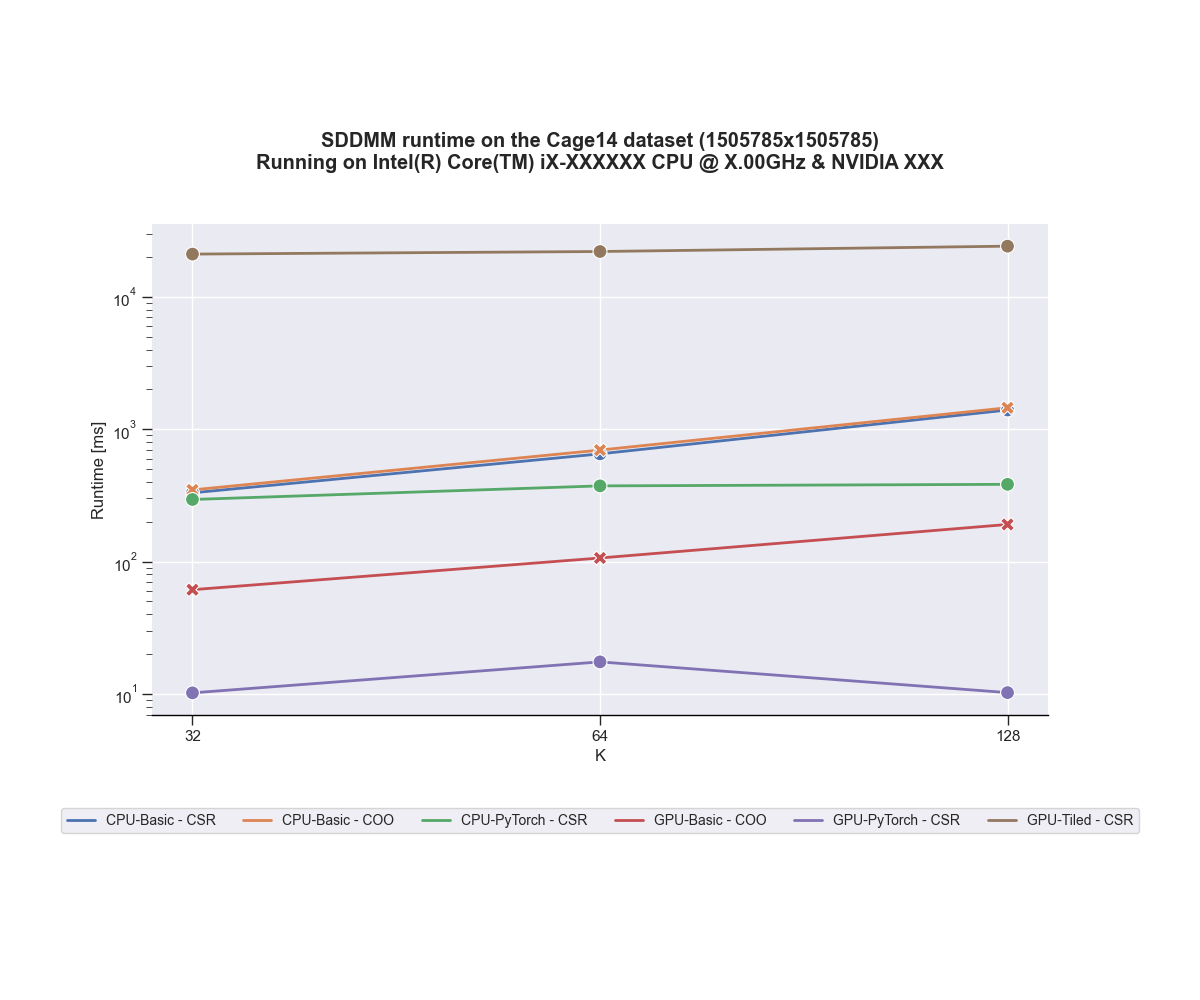 SDDMM runtime on the Cage14 dataset (1505785x1505785)
Running on Intel(R) Core(TM) iX-XXXXXX CPU @ X.00GHz & NVIDIA XXX
Runtime [ms]
10^4
10^3
10^2
10^1
32 64 128
K
CPU-Basic - CSR CPU-Basic - COO CPU-PyTorch - CSR GPU-Basic - COO GPU-PyTorch - CSR GPU-Tiled - CSR